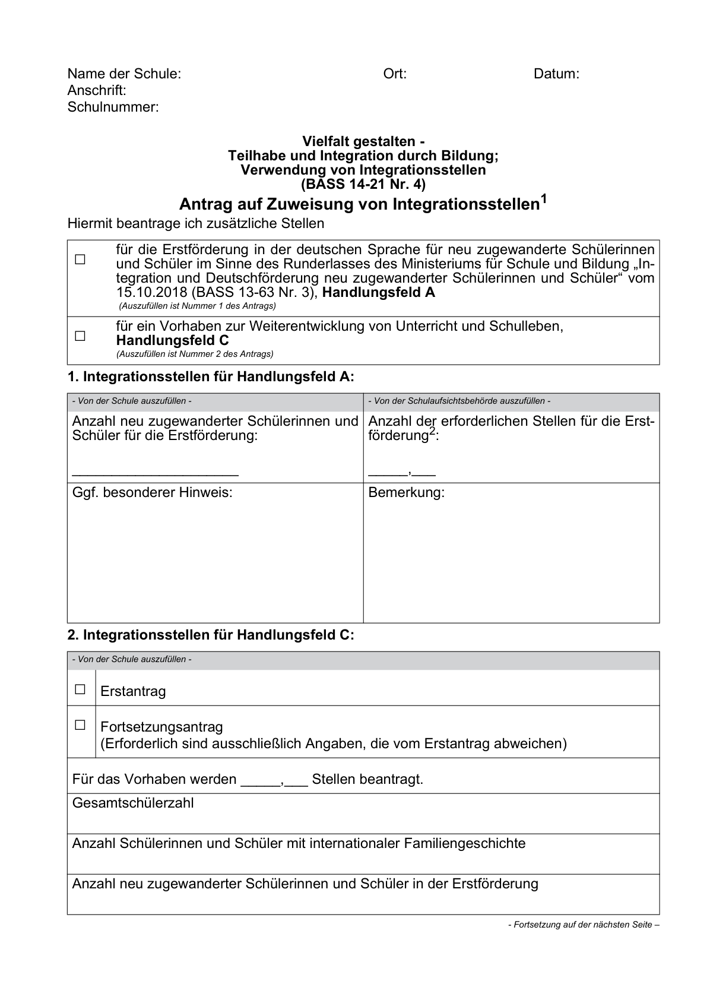 Name der Schule: Ort: Datum:
Anschrift:
Schulnummer:
Vielfalt gestalten -
Teilhabe und Integration durch Bildung;
Verwendung von Integrationsstellen
(BASS 14-21 Nr. 4)
Antrag auf Zuweisung von Integrationsstellen1
Hiermit beantrage ich zusätzliche Stellen
☐ für die Erstförderung in der deutschen Sprache für neu zugewanderte Schülerinnen
und Schüler im Sinne des Runderlasses des Ministeriums für Schule und Bildung „In-
tegration und Deutschförderung neu zugewanderter Schülerinnen und Schüler“ vom
15.10.2018 (BASS 13-63 Nr. 3), Handlungsfeld A
(Auszufüllen ist Nummer 1 des Antrags)
☐ für ein Vorhaben zur Weiterentwicklung von Unterricht und Schulleben,
Handlungsfeld C
(Auszufüllen ist Nummer 2 des Antrags)
1. Integrationsstellen für Handlungsfeld A:
- Von der Schule auszufüllen -
Anzahl neu zugewanderter Schülerinnen und
Schüler für die Erstförderung:
_____________________
- Von der Schulaufsichtsbehörde auszufüllen -
Anzahl der erforderlichen Stellen für die Erst-
förderung2:
_____,___
Ggf. besonderer Hinweis:
Bemerkung:
2. Integrationsstellen für Handlungsfeld C:
- Von der Schule auszufüllen -
☐ Erstantrag
☐ Fortsetzungsantrag
(Erforderlich sind ausschließlich Angaben, die vom Erstantrag abweichen)
Für das Vorhaben werden _____,___ Stellen beantragt.
Gesamtschülerzahl
Anzahl Schülerinnen und Schüler mit internationaler Familiengeschichte
Anzahl neu zugewanderter Schülerinnen und Schüler in der Erstförderung
- Fortsetzung auf der nächsten Seite –